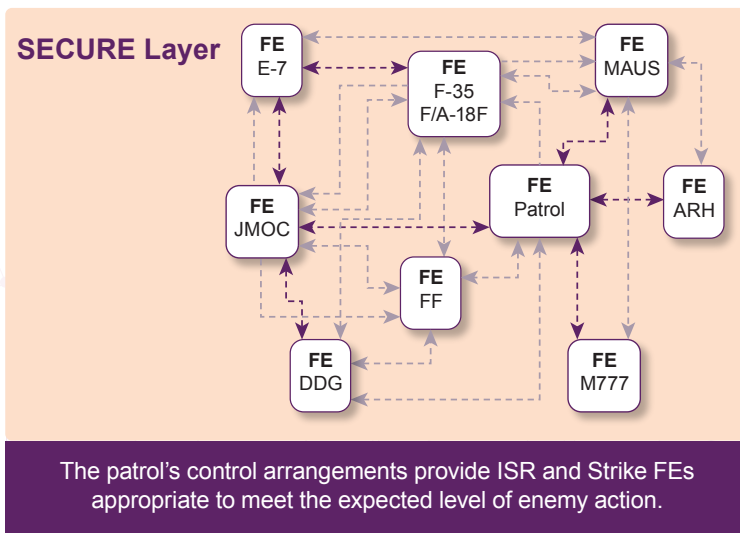 SECURE Layer
FE
E-7
FE
F-35
F/A-18F
FE
MAUS
FE
Patrol
FE
ARH
FE
JMOC
FE
FF
FE
DDG
FE
M777
The patrol’s control arrangements provide ISR and Strike FEs
appropriate to meet the expected level of enemy action.